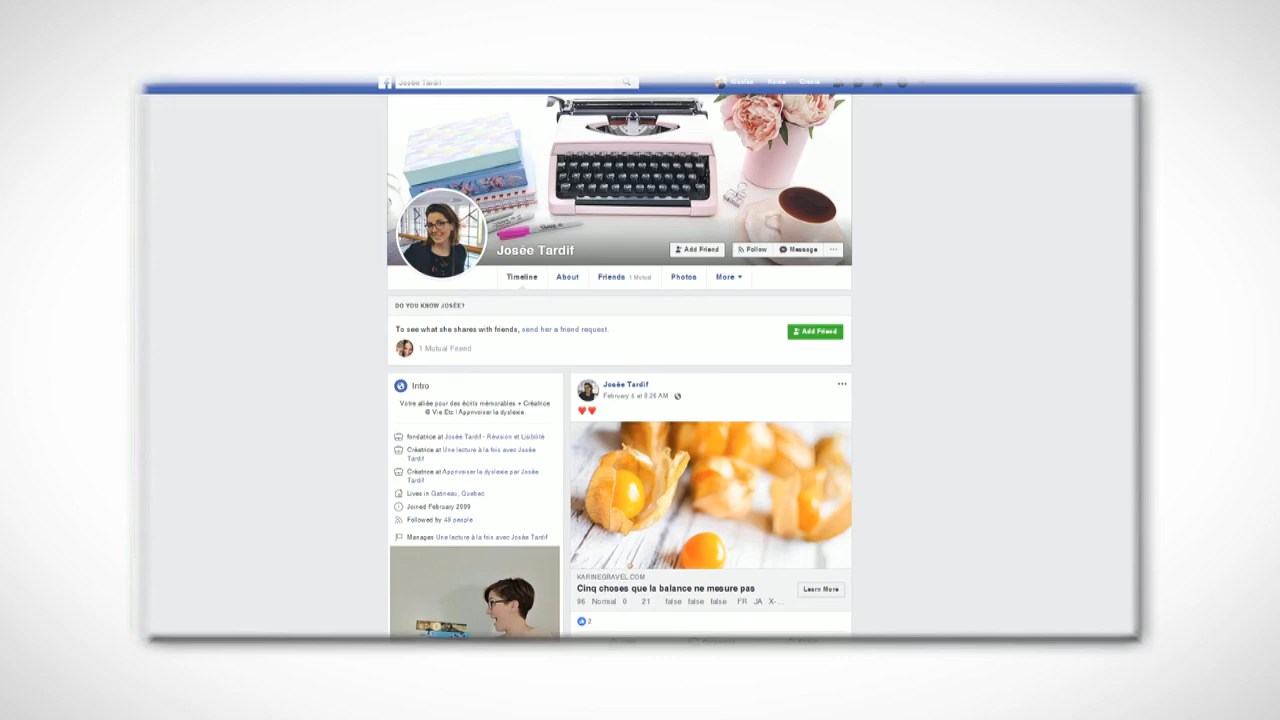 Josée Tardif
Nicolas Home Create
Josée Tardif
Add Friend Follow Message
Timeline About Friends 1 Mutual Photos More
DO YOU KNOW JOSÉE?
To see what she shares with friends, send her a friend request.
Add Friend
1 Mutual Friend
Intro
Votre alliée pour des écrits mémorables + Créatrice
@ Vie Etc | Apprivoiser la dyslexie.
fondatrice at Josée Tardif - Révision et Lisibilité
Créatrice at Une lecture à la fois avec Josée
Tardif
Créatrice at Apprivoiser la dyslexie par Josée
Tardif
Lives in Gatineau, Quebec
Joined February 2009
Followed by 48 people
Manages Une lecture à la fois avec Josée Tardif
Josée Tardif
February 5 at 8:26 AM
KARINEGRAVEL.COM
Cinq choses que la balance ne mesure pas
96 Normal 0 21 false false false FR JA X-...
Learn More
2